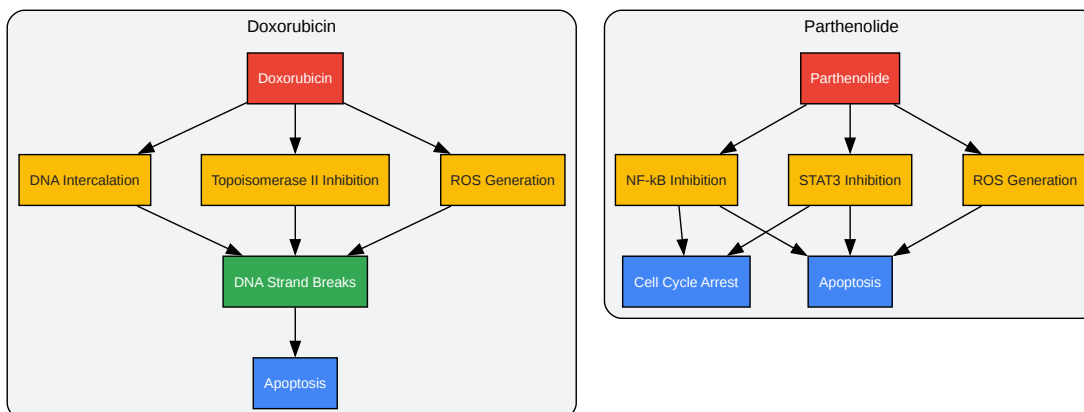 Doxorubicin
Doxorubicin
DNA Intercalation
Topoisomerase II Inhibition
ROS Generation
DNA Strand Breaks
Apoptosis
Parthenolide
Parthenolide
NF-kB Inhibition
STAT3 Inhibition
ROS Generation
Cell Cycle Arrest
Apoptosis